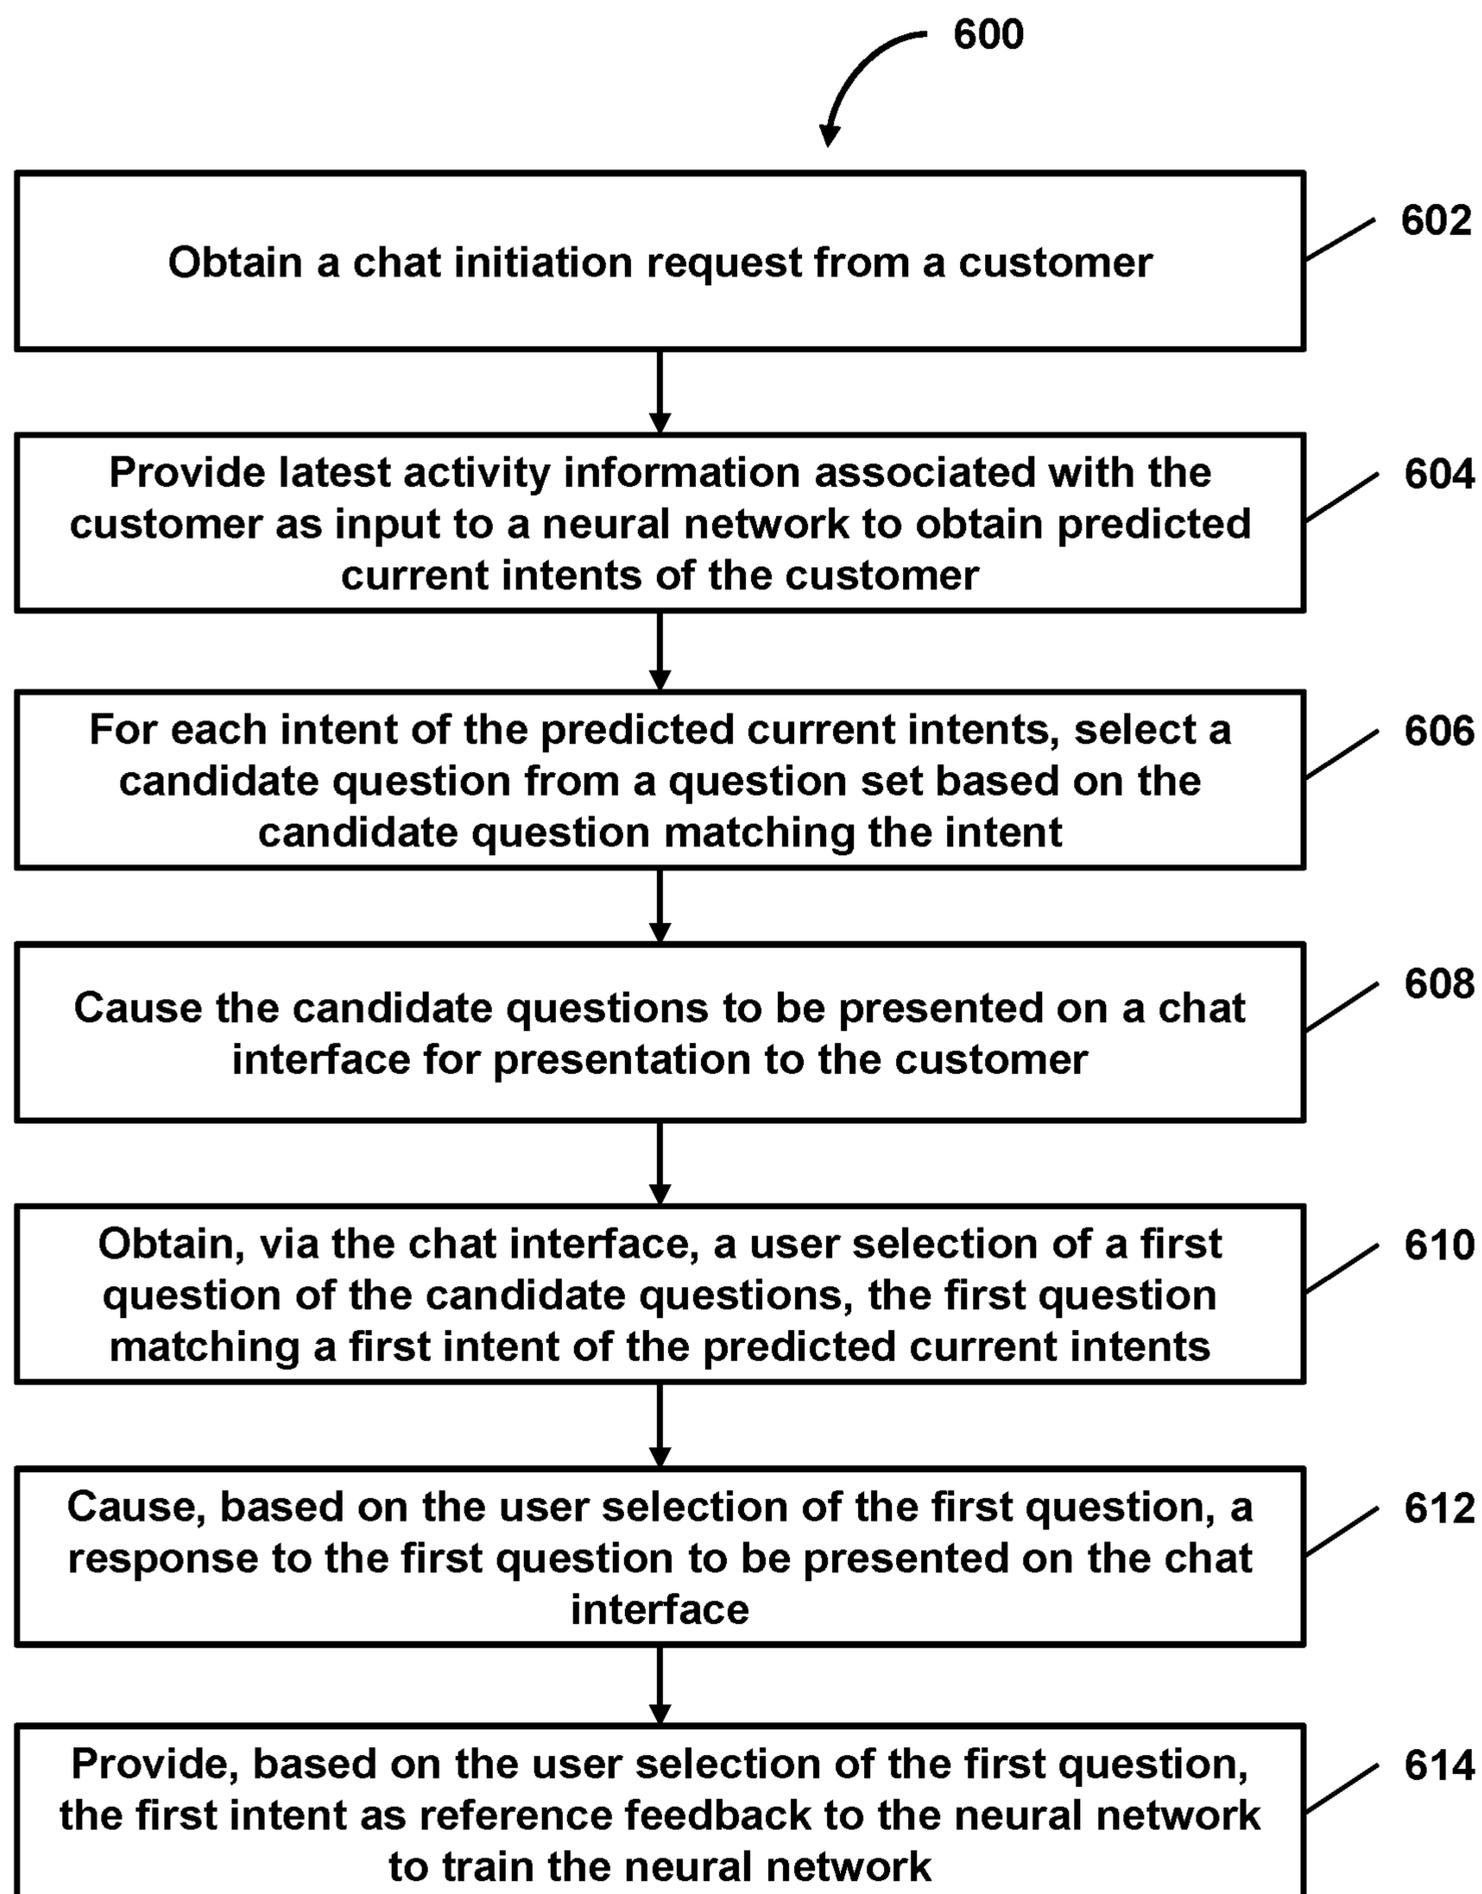 600
Obtain a chat initiation request from a customer
602
Provide latest activity information associated with the
customer as input to a neural network to obtain predicted
current intents of the customer
604
For each intent of the predicted current intents, select a
candidate question from a question set based on the
candidate question matching the intent
606
Cause the candidate questions to be presented on a chat
interface for presentation to the customer
608
Obtain, via the chat interface, a user selection of a first
question of the candidate questions, the first question
matching a first intent of the predicted current intents
610
Cause, based on the user selection of the first question, a
response to the first question to be presented on the chat
interface
612
Provide, based on the user selection of the first question,
the first intent as reference feedback to the neural network
to train the neural network
614